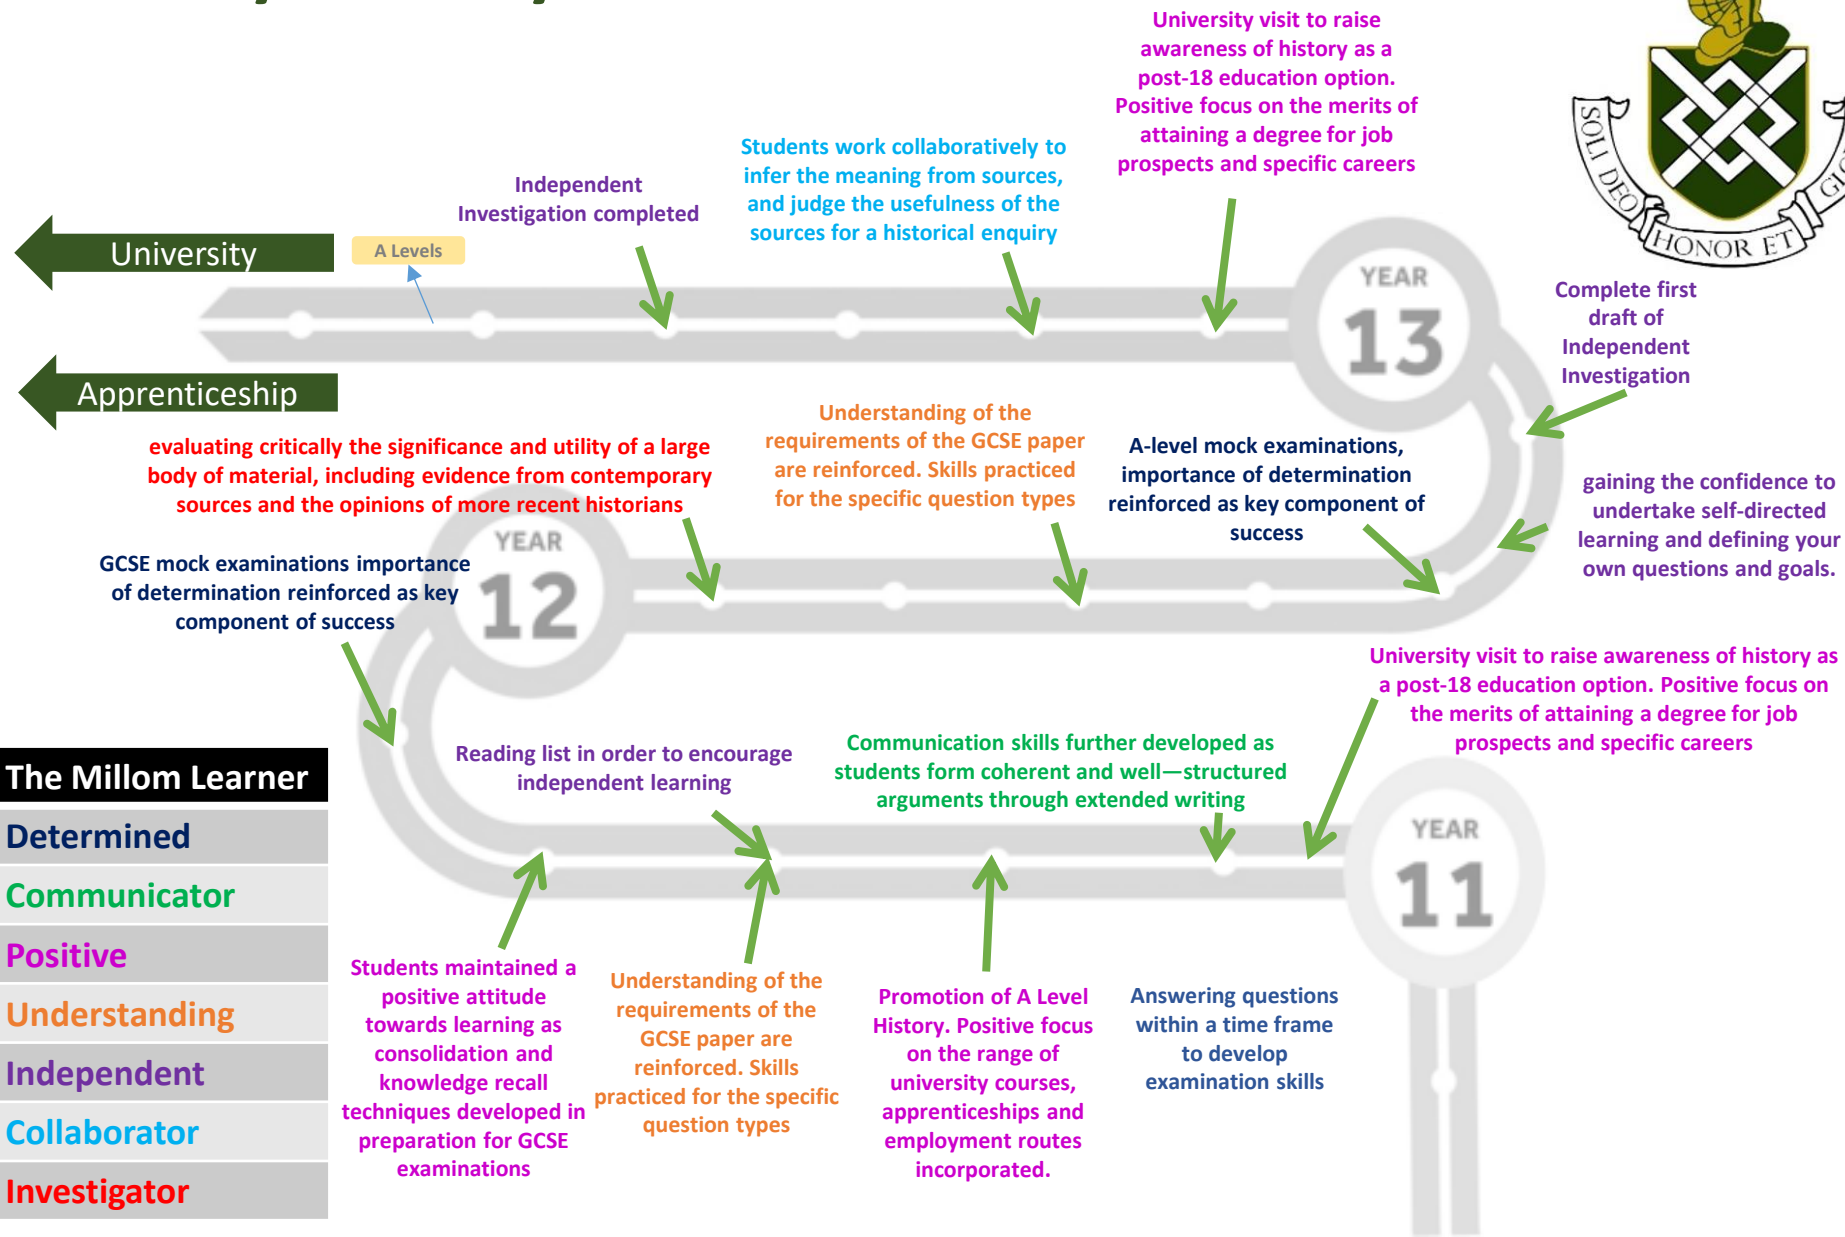 University visit to raise
awareness of history as a
post-18 education option.
Positive focus on the merits of
attaining a degree for job
prospects and specific careers
Students work collaboratively to
infer the meaning from sources,
and judge the usefulness of the
sources for a historical enquiry
Independent
Investigation completed
SOLI DEO
HONOR ET
University
A Levels
YEAR
13
Complete first
draft of
Independent
Investigation
Apprenticeship
evaluating critically the significance and utility of a large
body of material, including evidence from contemporary
sources and the opinions of more recent historians
Understanding of the
requirements of the GCSE paper
are reinforced. Skills practiced
for the specific question types
A-level mock examinations,
importance of determination
reinforced as key component of
success
gaining the confidence to
undertake self-directed
learning and defining your
own questions and goals.
GCSE mock examinations importance
of determination reinforced as key
component of success
YEAR
12
University visit to raise awareness of history as
a post-18 education option. Positive focus on
the merits of attaining a degree for job
prospects and specific careers
Reading list in order to encourage
independent learning
Communication skills further developed as
students form coherent and well—structured
arguments through extended writing
YEAR
11
The Millom Learner
Determined
Communicator
Positive
Understanding
Independent
Collaborator
Investigator
Students maintained a
positive attitude
towards learning as
consolidation and
knowledge recall
techniques developed in
preparation for GCSE
examinations
Understanding of the
requirements of the
GCSE paper are
reinforced. Skills
practiced for the specific
question types
Promotion of A Level
History. Positive focus
on the range of
university courses,
apprenticeships and
employment routes
incorporated.
Answering questions
within a time frame
to develop
examination skills